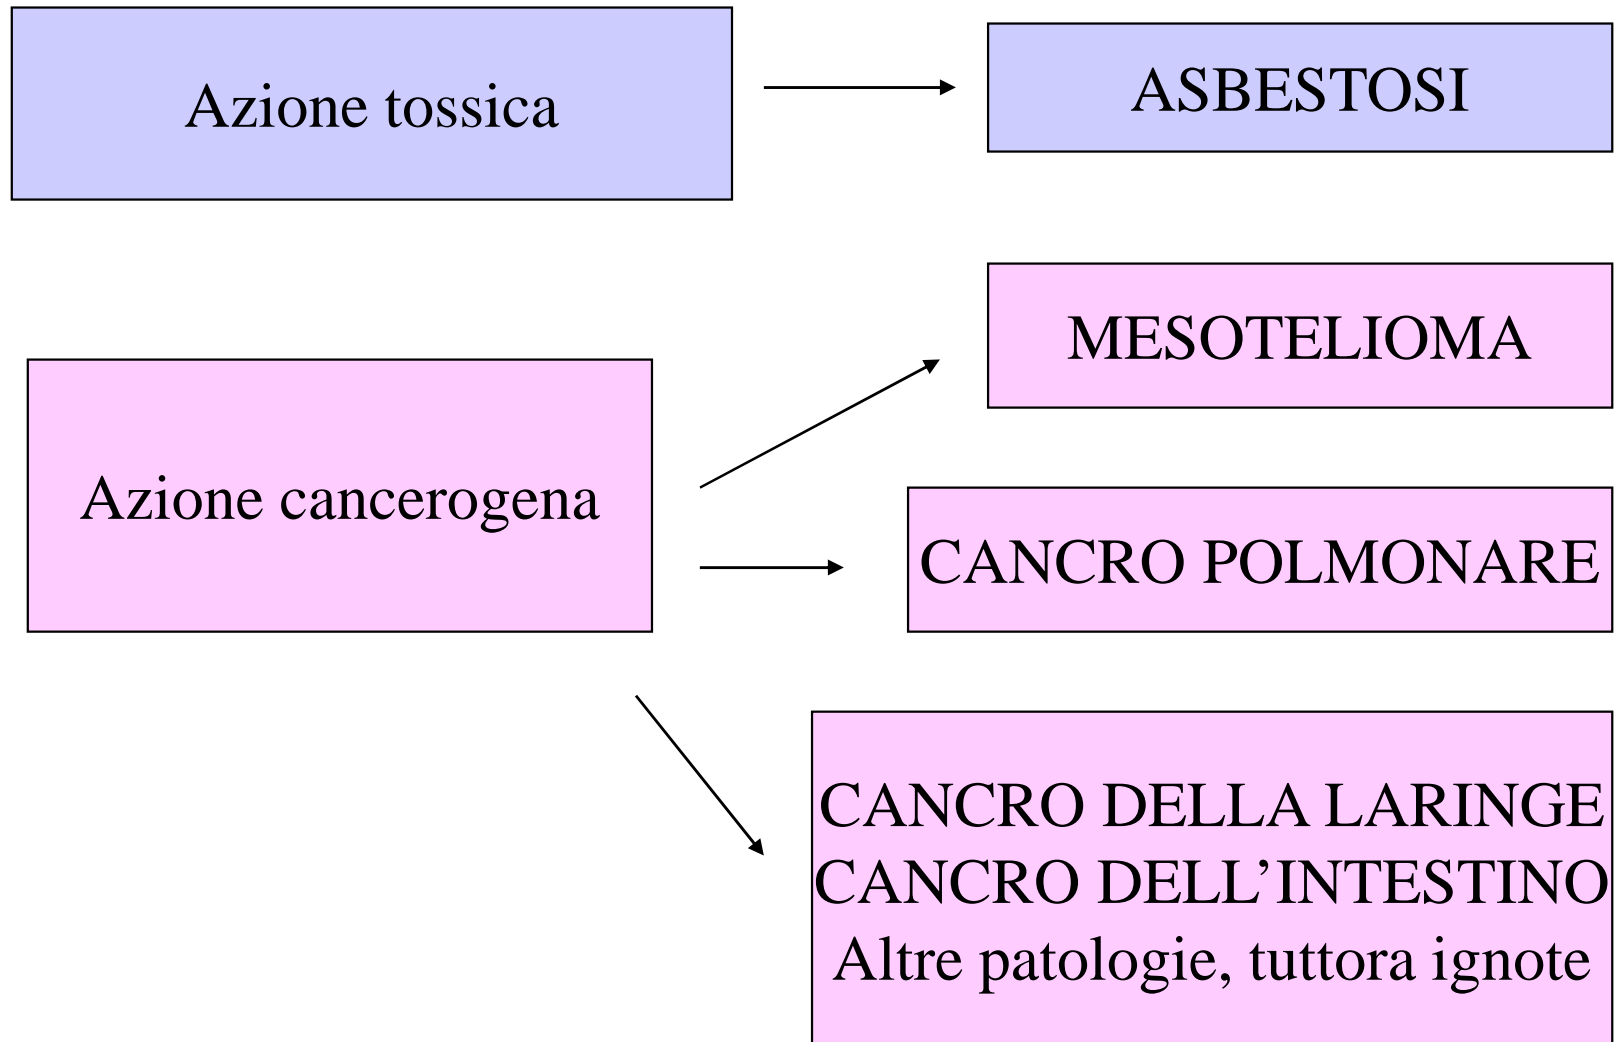 Azione tossica
ASBESTOSI
MESOTELIOMA
Azione cancerogena
CANCRO POLMONARE
CANCRO DELLA LARINGE
CANCRO DELL’INTESTINO
Altre patologie, tuttora ignote